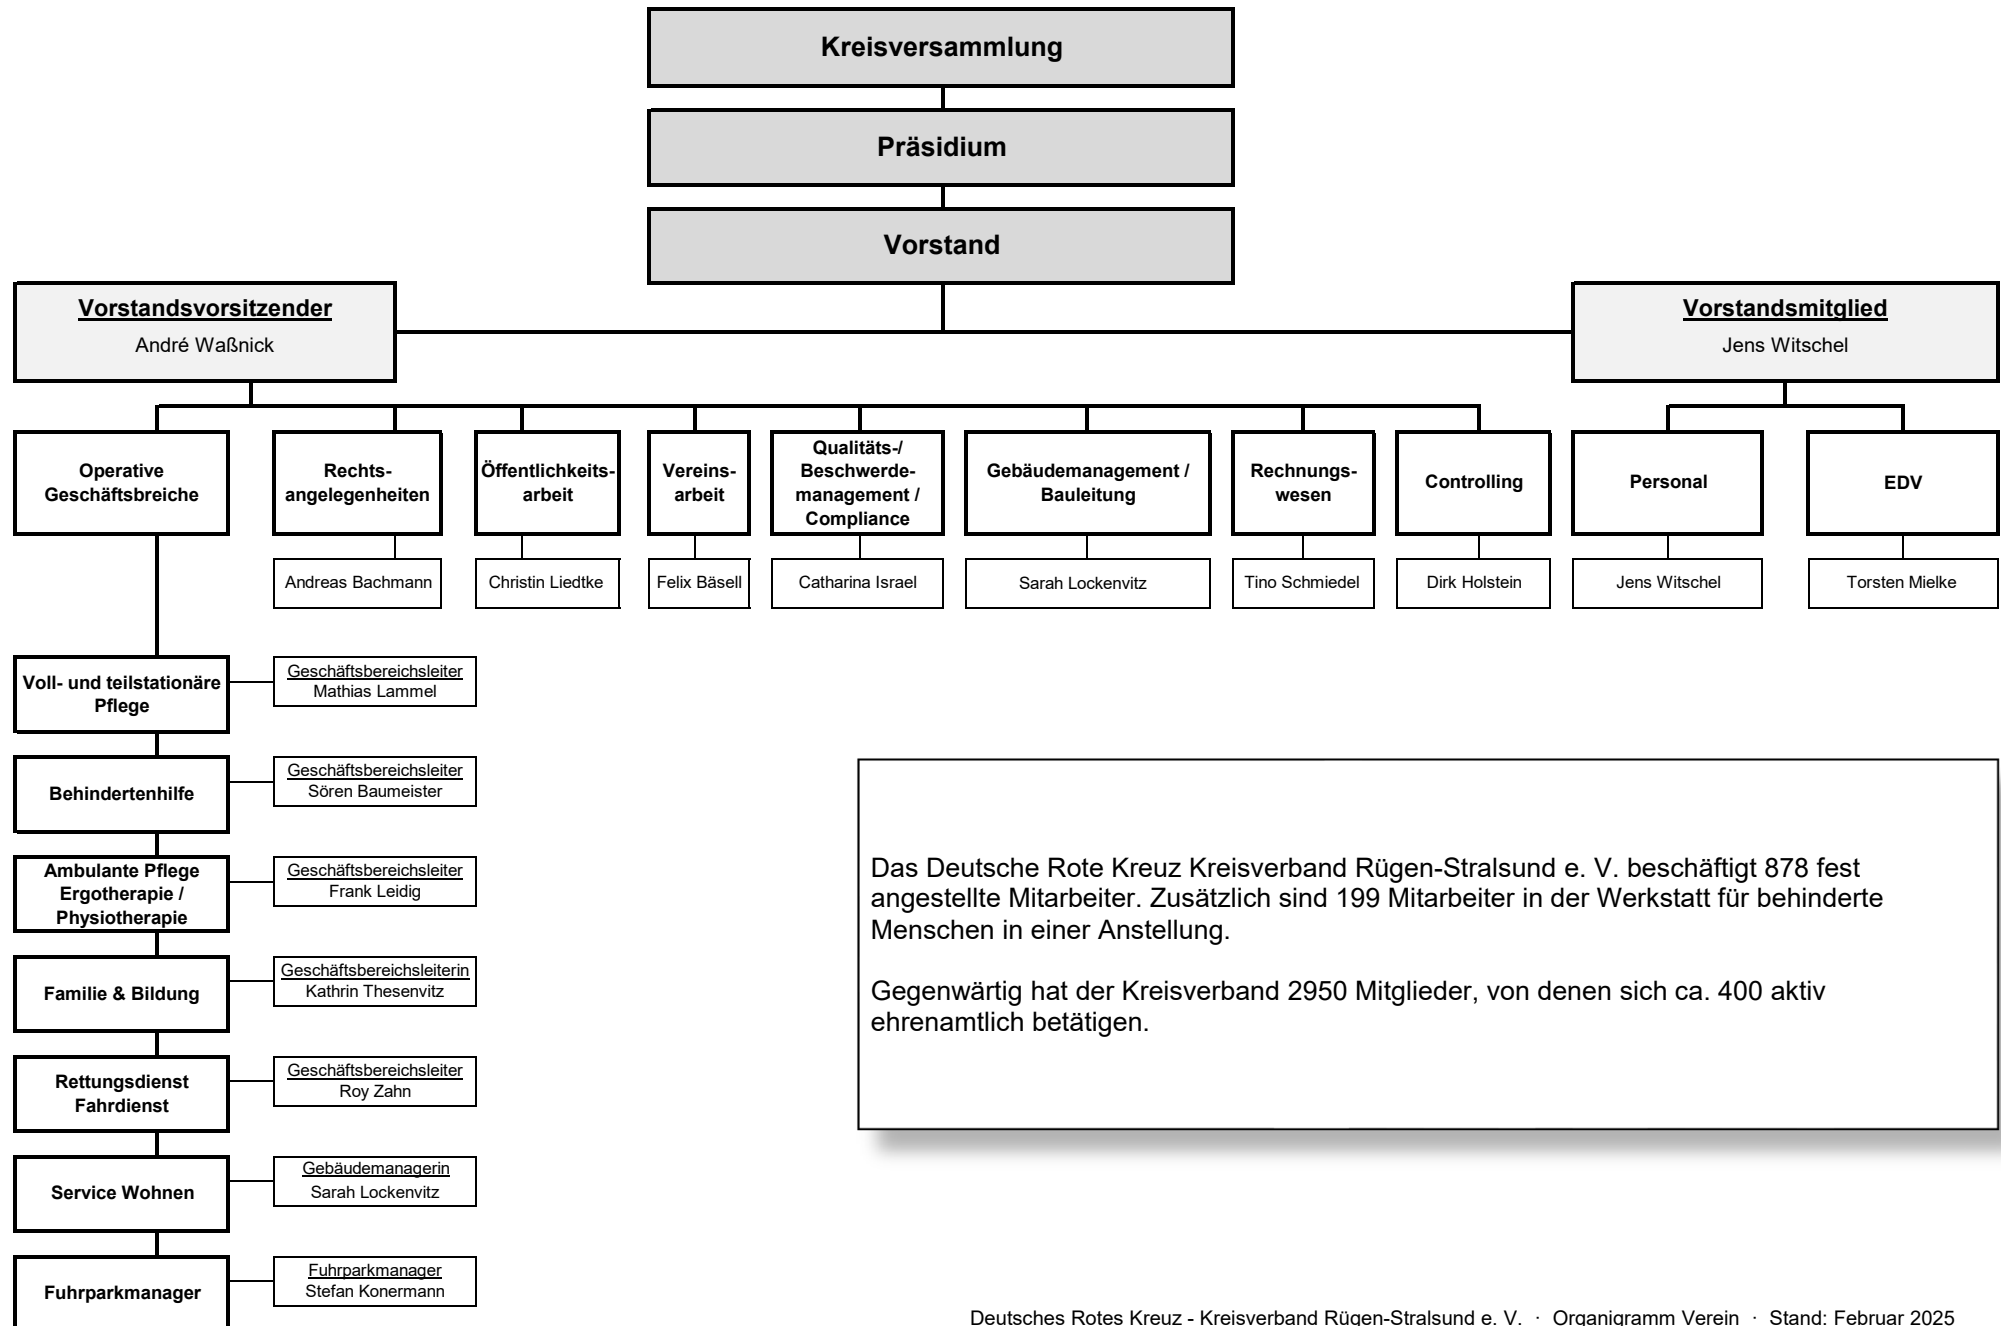 Kreisversammlung
Präsidium
Vorstand
Vorstandsvorsitzender
André Waßnick
Vorstandsmitglied
Jens Witschel
Operative
Geschäftsbreiche
Rechts-
angelegenheiten
Öffentlichkeits-
arbeit
Vereins-
arbeit
Qualitäts-/
Beschwerde-
management /
Compliance
Gebäudemanagement /
Bauleitung
Rechnungs-
wesen
Controlling
Personal
EDV
Andreas Bachmann
Christin Liedtke
Felix Bäsell
Catharina Israel
Sarah Lockenvitz
Tino Schmiedel
Dirk Holstein
Jens Witschel
Torsten Mielke
Voll- und teilstationäre
Pflege
Geschäftsbereichsleiter
Mathias Lammel
Behindertenhilfe
Geschäftsbereichsleiter
Sören Baumeister
Ambulante Pflege
Ergotherapie /
Physiotherapie
Geschäftsbereichsleiter
Frank Leidig
Familie & Bildung
Geschäftsbereichsleiterin
Kathrin Thesenvitz
Rettungsdienst
Fahrdienst
Geschäftsbereichsleiter
Roy Zahn
Service Wohnen
Gebäudemanagerin
Sarah Lockenvitz
Fuhrparkmanager
Fuhrparkmanager
Stefan Konermann
Das Deutsche Rote Kreuz Kreisverband Rügen-Stralsund e. V. beschäftigt 878 fest
angestellte Mitarbeiter. Zusätzlich sind 199 Mitarbeiter in der Werkstatt für behinderte
Menschen in einer Anstellung.
Gegenwärtig hat der Kreisverband 2950 Mitglieder, von denen sich ca. 400 aktiv
ehrenamtlich betätigen.
Deutsches Rotes Kreuz - Kreisverband Rügen-Stralsund e. V. · Organigramm Verein · Stand: Februar 2025